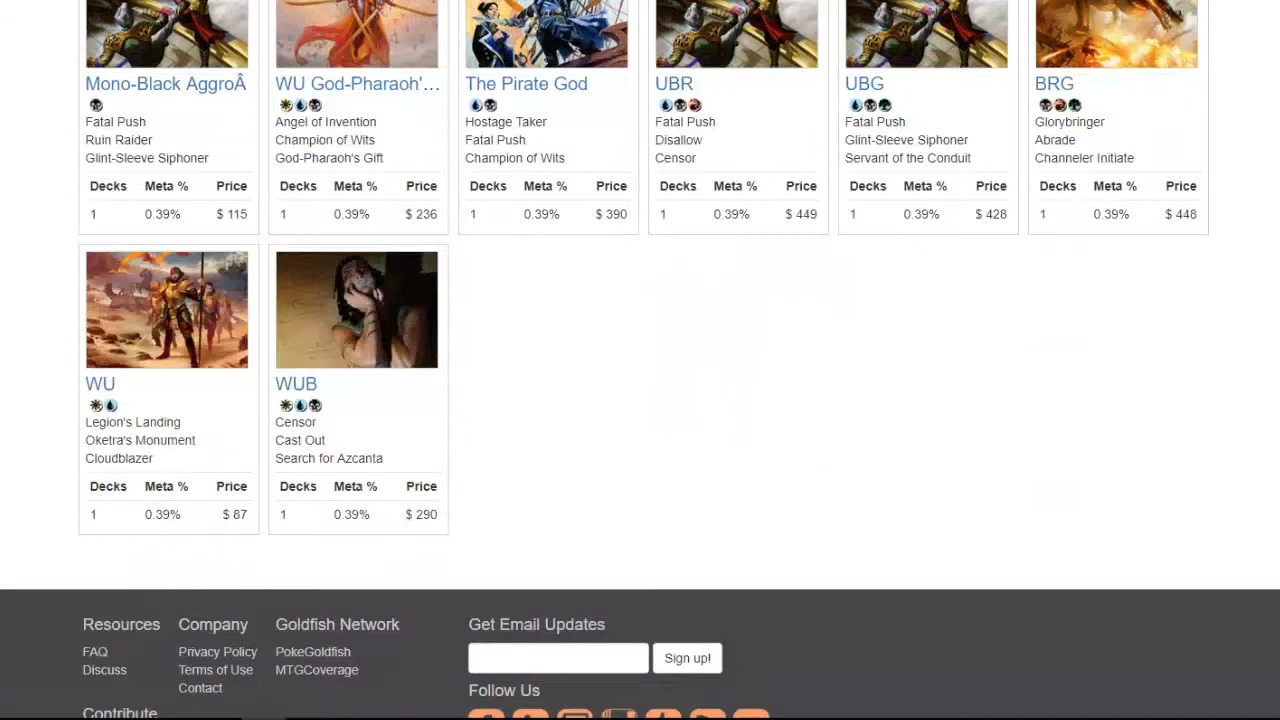 Mono-Black AggroÂ
Fatal Push
Ruin Raider
Glint-Sleeve Siphoner
Decks Meta % Price
1 0.39% $ 115
WU God-Pharaoh'...
Angel of Invention
Champion of Wits
God-Pharaoh's Gift
Decks Meta % Price
1 0.39% $ 236
The Pirate God
Hostage Taker
Fatal Push
Champion of Wits
Decks Meta % Price
1 0.39% $ 390
UBR
Fatal Push
Disallow
Censor
Decks Meta % Price
1 0.39% $ 449
UBG
Fatal Push
Glint-Sleeve Siphoner
Servant of the Conduit
Decks Meta % Price
1 0.39% $ 428
BRG
Glorybringer
Abrade
Channeler Initiate
Decks Meta % Price
1 0.39% $ 448
WU
Legion's Landing
Oketra's Monument
Cloudblazer
Decks Meta % Price
1 0.39% $ 87
WUB
Censor
Cast Out
Search for Azcanta
Decks Meta % Price
1 0.39% $ 290
Resources
FAQ
Discuss
Contribute
Company
Privacy Policy
Terms of Use
Contact
Goldfish Network
PokeGoldfish
MTGCoverage
Get Email Updates
Sign up!
Follow Us